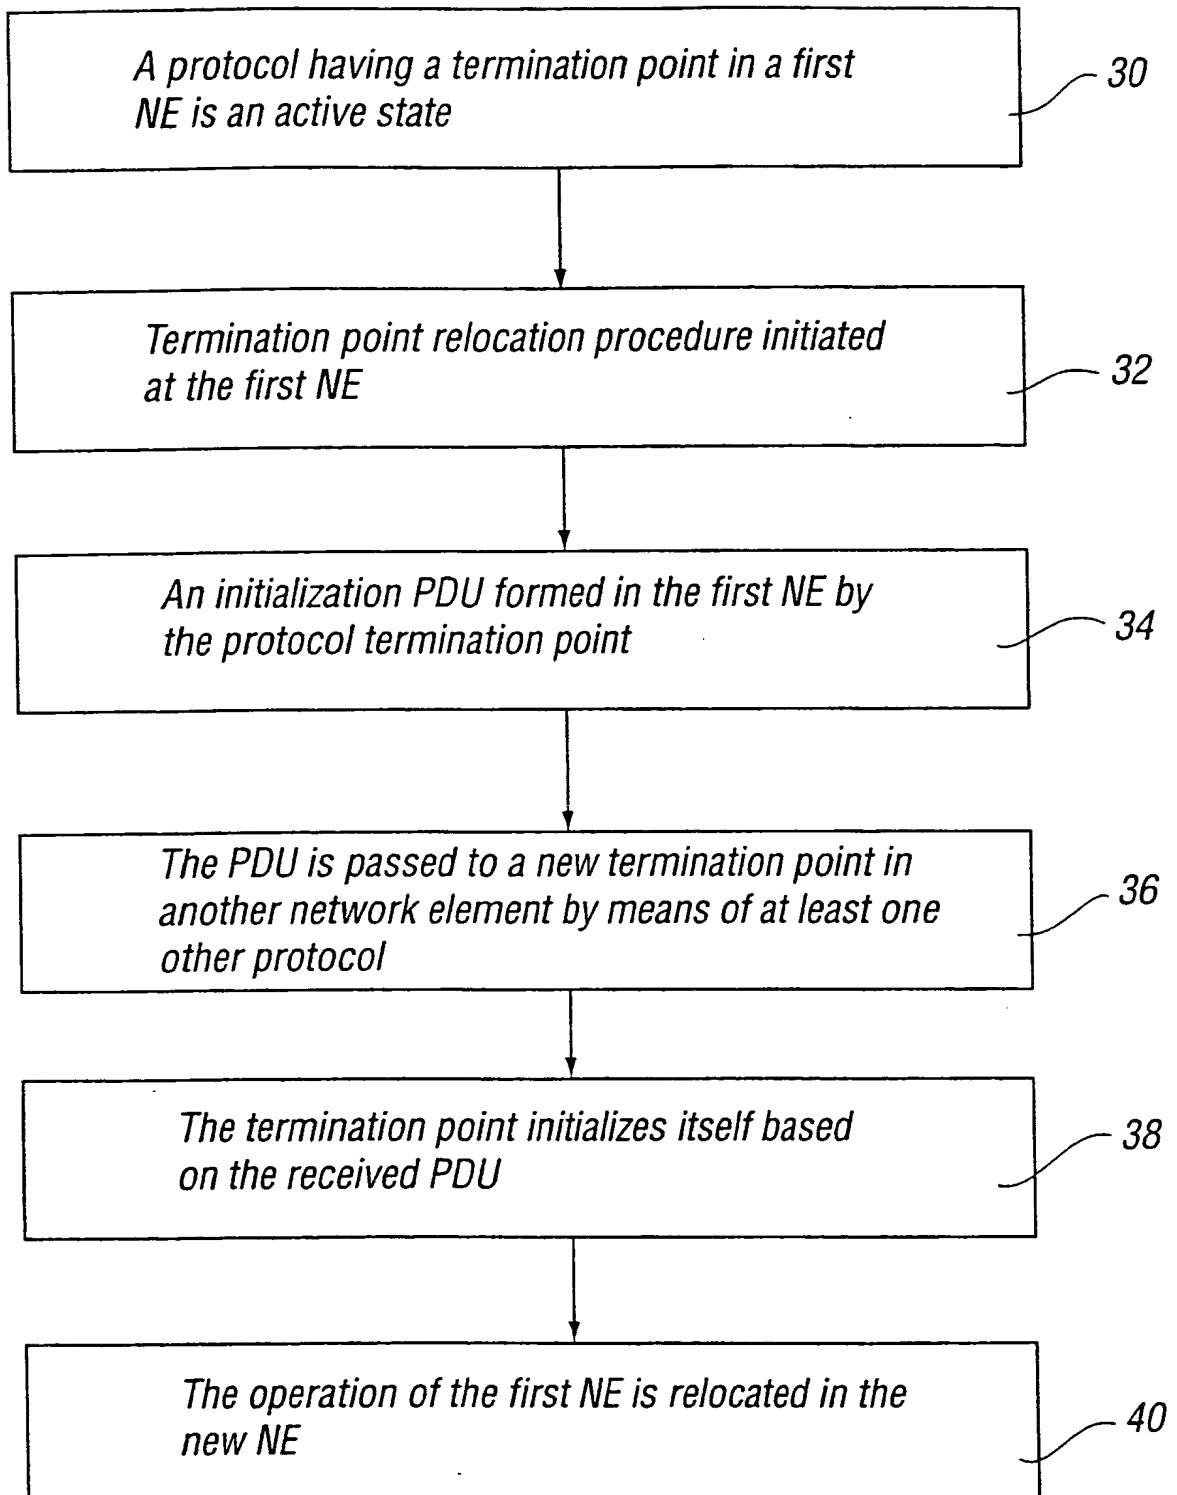 A protocol having a termination point in a first
NE is an active state
30
Termination point relocation procedure initiated
at the first NE
32
An initialization PDU formed in the first NE by
the protocol termination point
34
The PDU is passed to a new termination point in
another network element by means of at least one
other protocol
36
The termination point initializes itself based
on the received PDU
38
The operation of the first NE is relocated in the
new NE
40